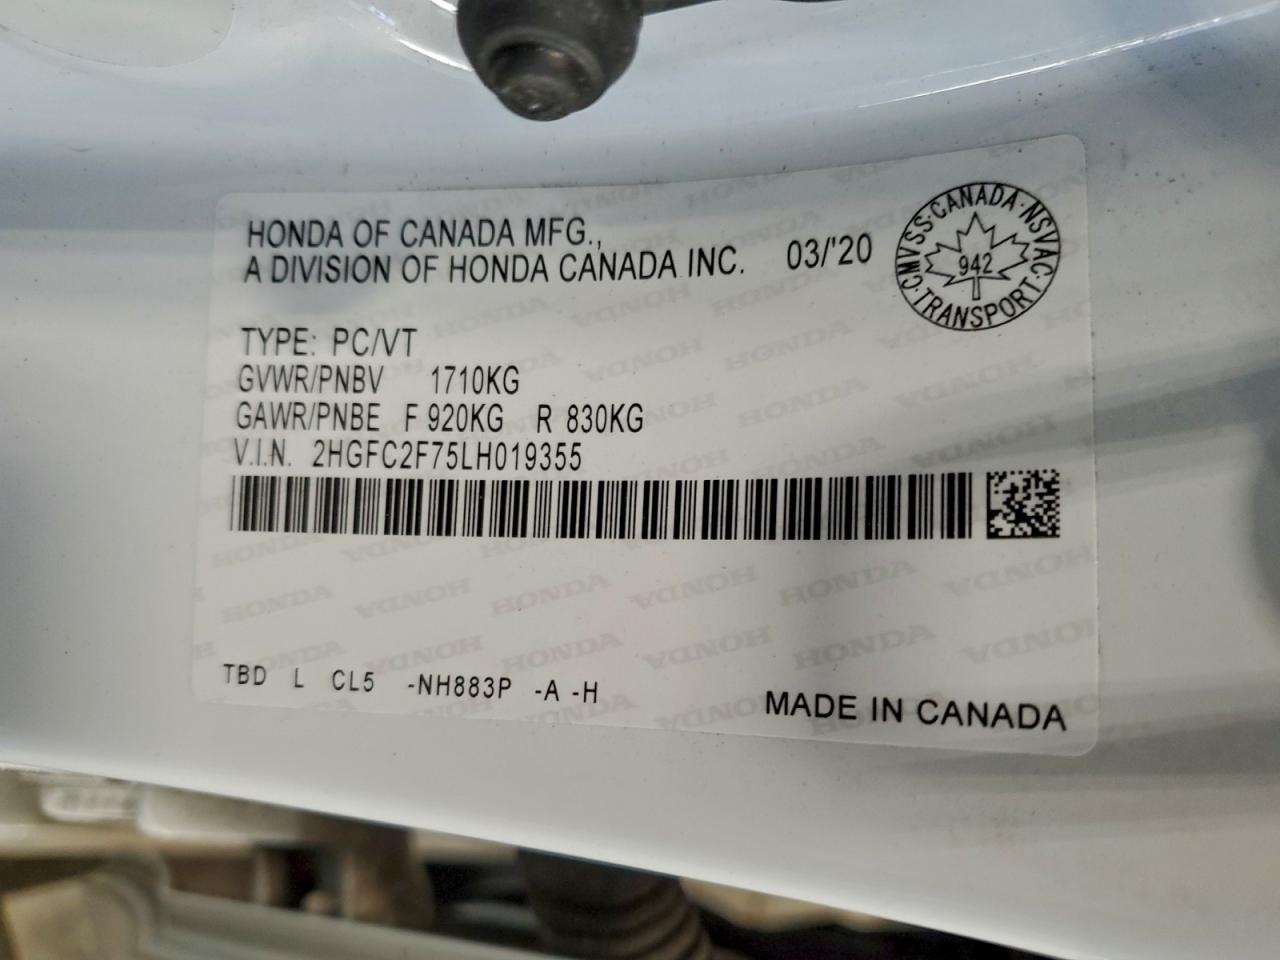 HONDA OF CANADA MFG.,
A DIVISION OF HONDA CANADA INC. 03/'20
CMVSS·CANADA·NSVAC·TRANSPORT·
942
TYPE: PC/VT
GVWR/PNBV 1710KG
GAWR/PNBE F 920KG R 830KG
V.I.N. 2HGFC2F75LH019355
TBD L CL5 -NH883P -A -H
MADE IN CANADA